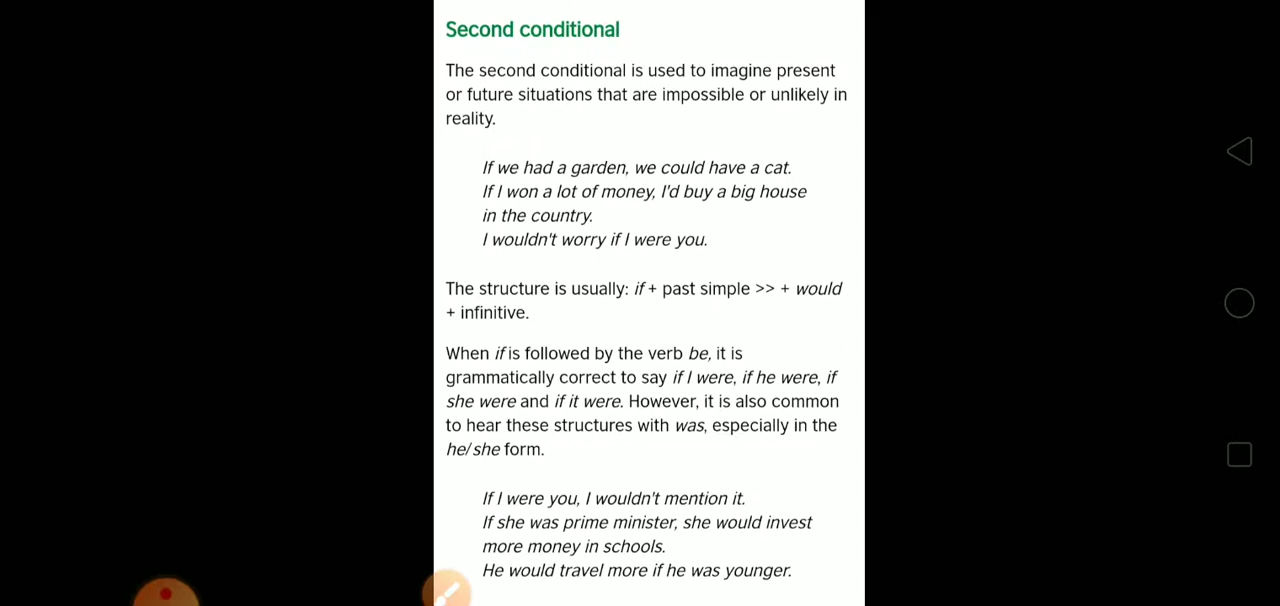 Second conditional
The second conditional is used to imagine present
or future situations that are impossible or unlikely in
reality.
If we had a garden, we could have a cat.
If I won a lot of money, I'd buy a big house
in the country.
I wouldn't worry if I were you.
The structure is usually: if + past simple >> + would
+ infinitive.
When if is followed by the verb be, it is
grammatically correct to say if I were, if he were, if
she were and if it were. However, it is also common
to hear these structures with was, especially in the
he/she form.
If I were you, I wouldn't mention it.
If she was prime minister, she would invest
more money in schools.
He would travel more if he was younger.